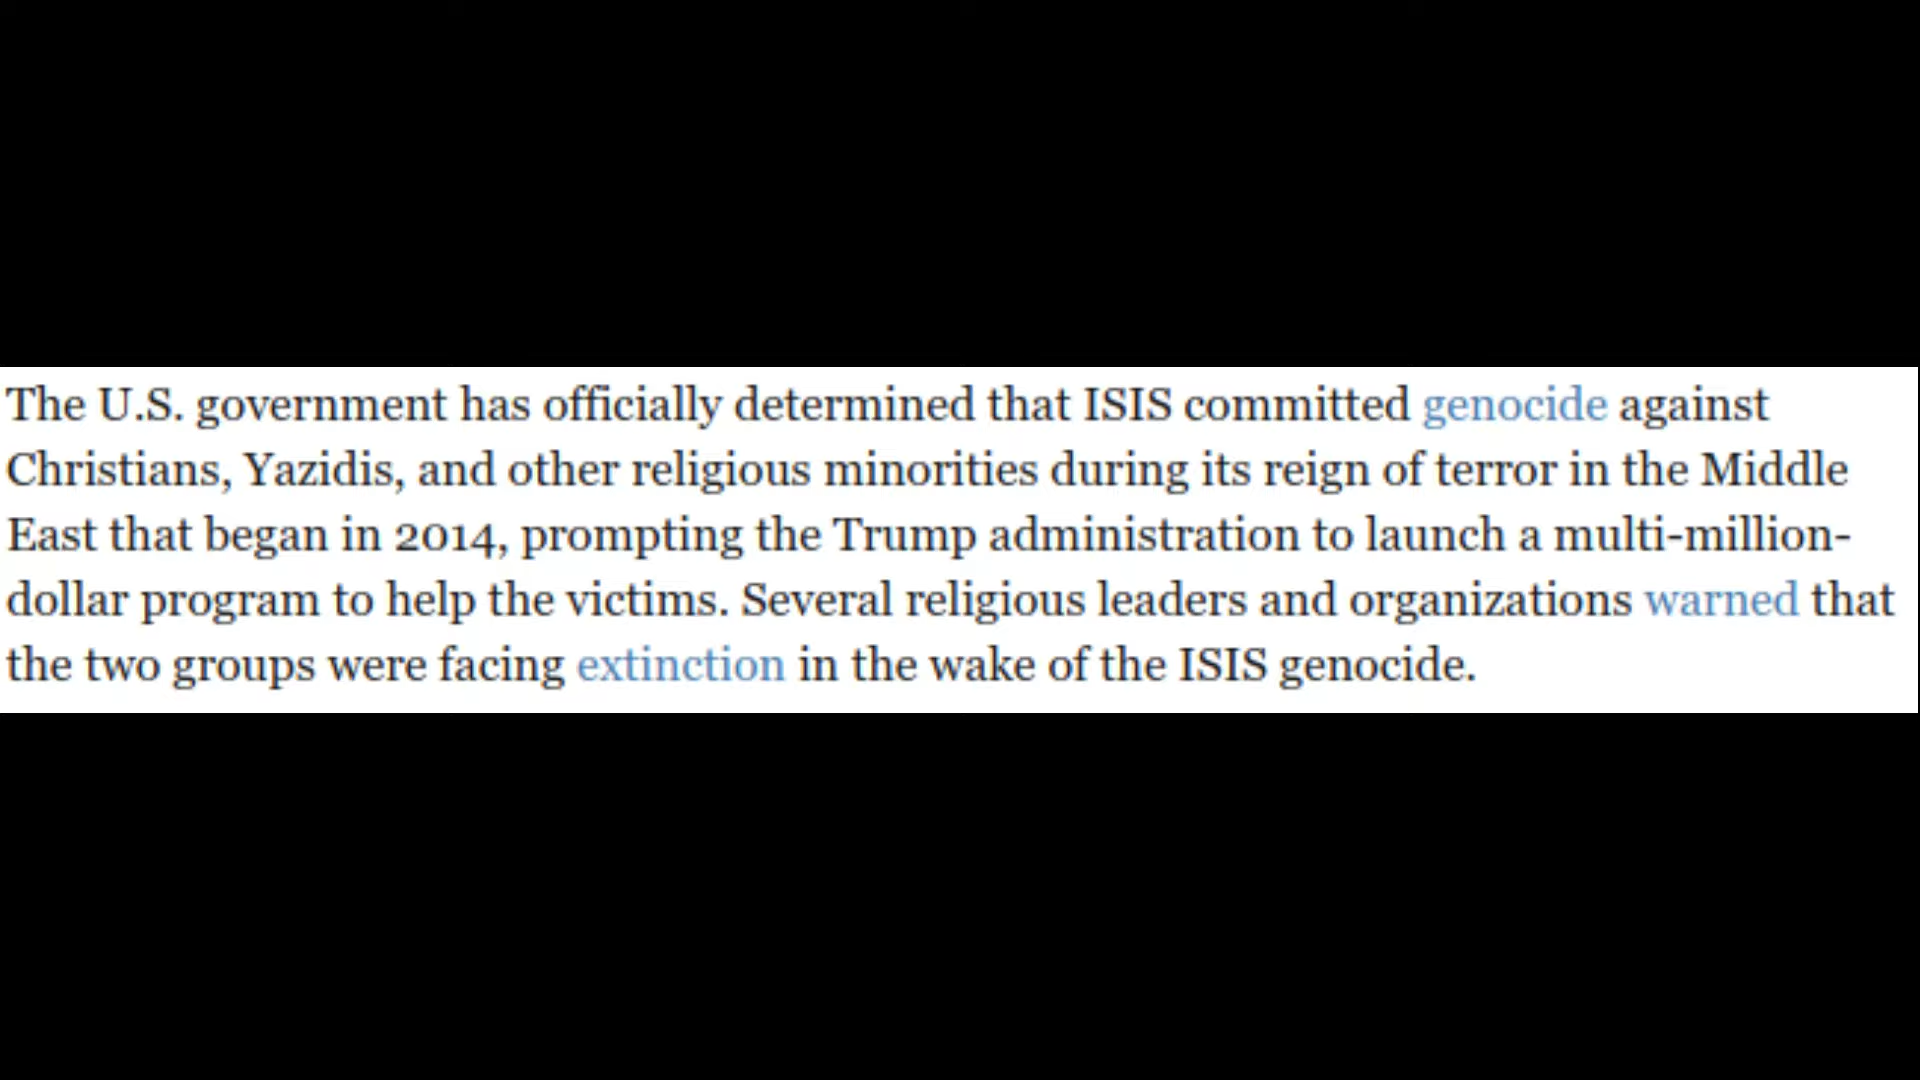 The U.S. government has officially determined that ISIS committed genocide against
Christians, Yazidis, and other religious minorities during its reign of terror in the Middle
East that began in 2014, prompting the Trump administration to launch a multi-million-
dollar program to help the victims. Several religious leaders and organizations warned that
the two groups were facing extinction in the wake of the ISIS genocide.